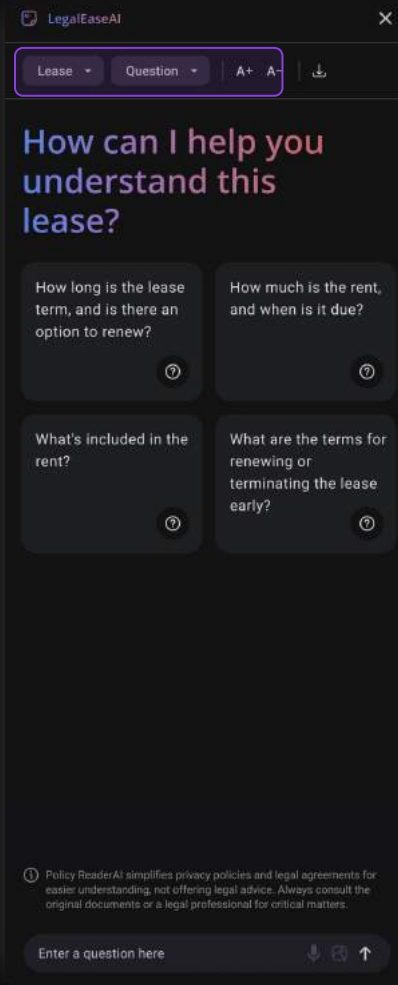 LegalEaseAI
Lease Question A+ A-
How can I help you
understand this
lease?
How long is the lease
term, and is there an
option to renew?
How much is the rent,
and when is it due?
What's included in the
rent?
What are the terms for
renewing or
terminating the lease
early?
Policy ReaderAI simplifies privacy policies and legal agreements for
easier understanding, not offering legal advice. Always consult the
original documents or a legal professional for critical matters.
Enter a question here